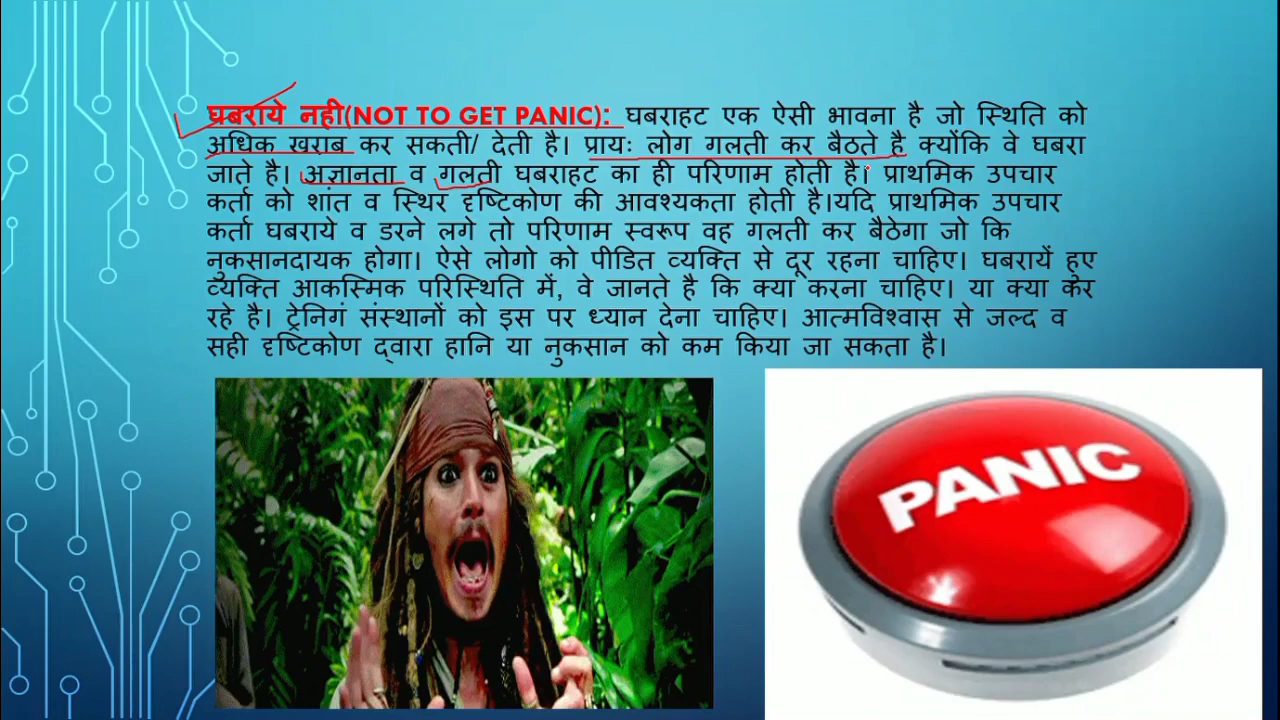 घबराये नही(NOT TO GET PANIC): घबराहट एक ऐसी भावना है जो स्थिति को
अधिक खराब कर सकती/ देती है। प्रायः लोग गलती कर बैठते है क्योंकि वे घबरा
जाते है। अज्ञानता व गलती घबराहट का ही परिणाम होती है। प्राथमिक उपचार
कर्ता को शांत व स्थिर दृष्टिकोण की आवश्यकता होती है।यदि प्राथमिक उपचार
कर्ता घबराये व डरने लगे तो परिणाम स्वरूप वह गलती कर बैठेगा जो कि
नुकसानदायक होगा। ऐसे लोगो को पीडित व्यक्ति से दूर रहना चाहिए। घबरायें हुए
व्यक्ति आकस्मिक परिस्थिति में, वे जानते है कि क्या करना चाहिए। या क्या कर
रहे है। ट्रेनिगं संस्थानों को इस पर ध्यान देना चाहिए। आत्मविश्वास से जल्द व
सही दृष्टिकोण द्वारा हानि या नुकसान को कम किया जा सकता है।
PANIC